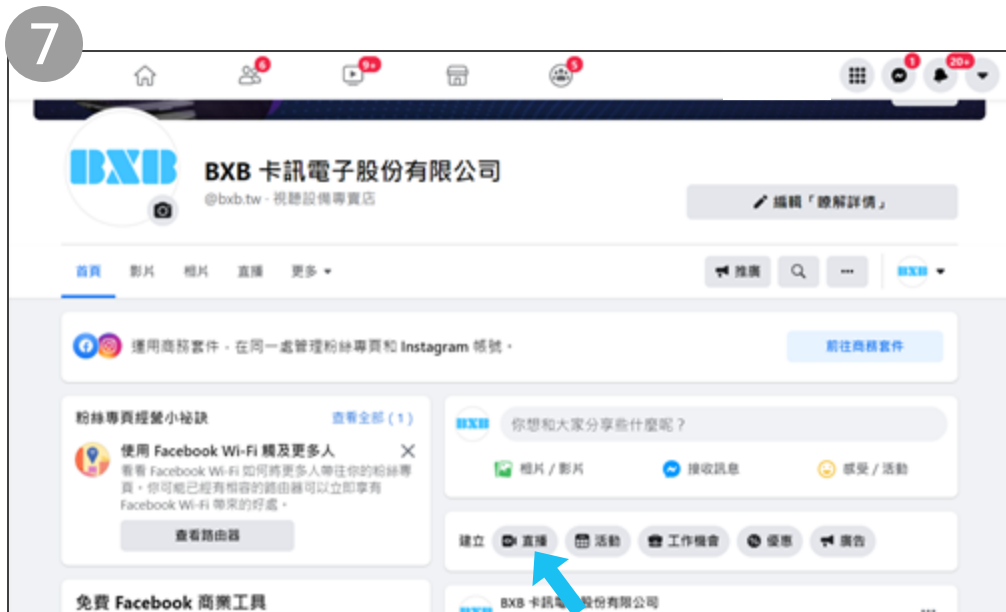 7
6
9+
5
1
20+
BXB
BXB 卡訊電子股份有限公司
@bxb.tw · 視聽設備專賣店
編輯「瞭解詳情」
首頁 影片 相片 直播 更多
推廣
BXB
運用商務套件，在同一處管理粉絲專頁和 Instagram 帳號。
前往商務套件
粉絲專頁經營小祕訣
查看全部 (1)
使用 Facebook Wi-Fi 觸及更多人
看看 Facebook Wi-Fi 如何將更多人帶往你的粉絲專
頁。你可能已經有相容的路由器可以立即享有
Facebook Wi-Fi 帶來的好處。
查看路由器
免費 Facebook 商業工具
BXB
你想和大家分享些什麼呢？
相片 / 影片 接收訊息 感受 / 活動
建立 直播 活動 工作機會 優惠 廣告
BXB 卡訊電 股份有限公司